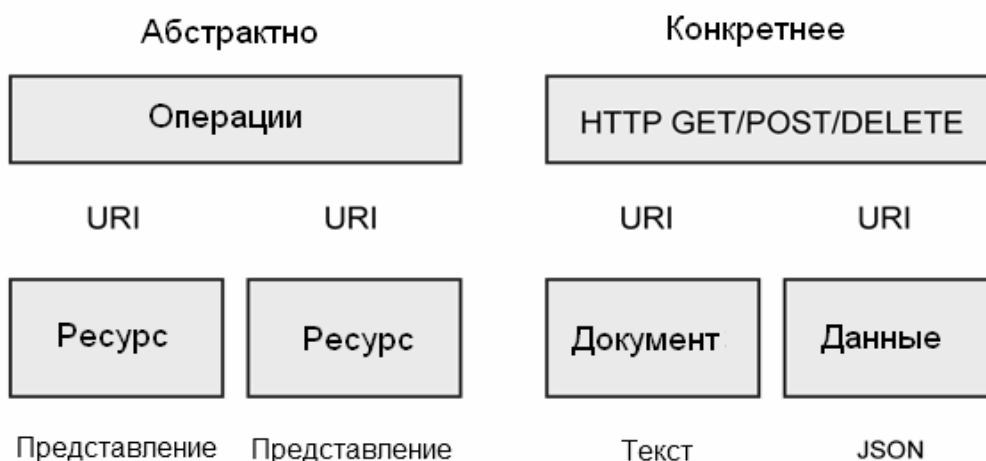 Абстрактно
Конкретнее
Операции
HTTP GET/POST/DELETE
URI URI URI URI
Ресурс Ресурс Документ Данные
Представление Представление Текст JSON